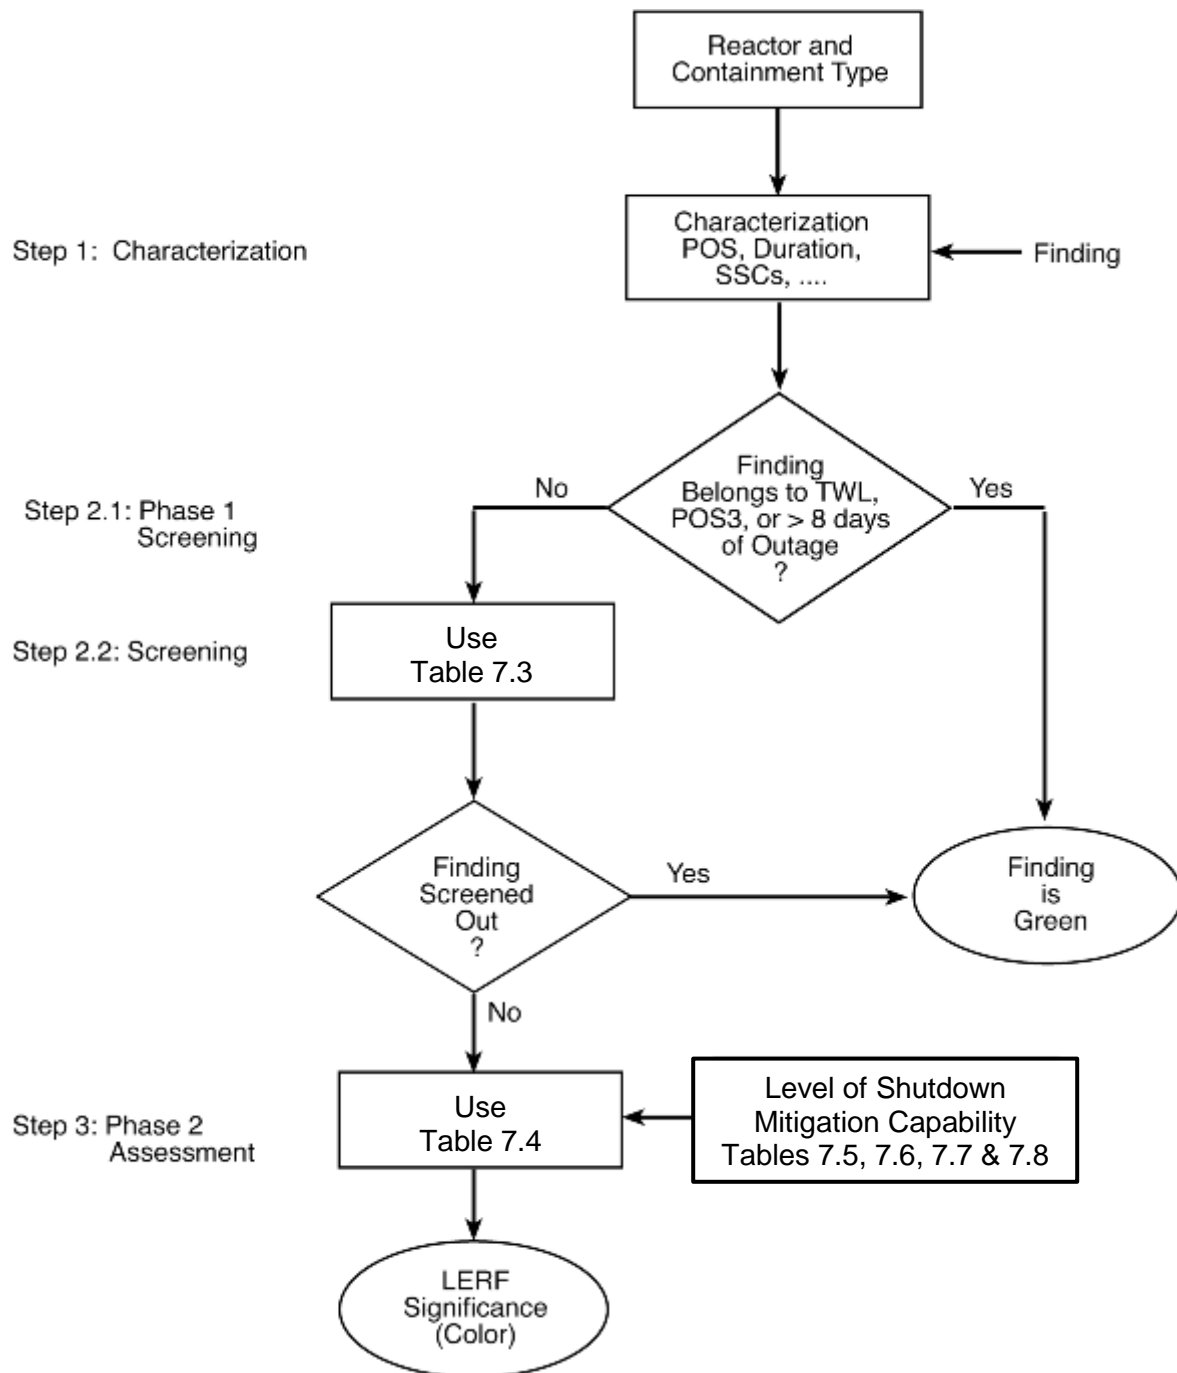 Reactor and
Containment Type
Step 1: Characterization
Characterization
POS, Duration,
SSCs, ....
Finding
Step 2.1: Phase 1
Screening
No
Finding
Belongs to TWL,
POS3, or > 8 days
of Outage
?
Yes
Step 2.2: Screening
Use
Table 7.3
Finding
Screened
Out
?
Yes
Finding
is
Green
No
Step 3: Phase 2
Assessment
Use
Table 7.4
Level of Shutdown
Mitigation Capability
Tables 7.5, 7.6, 7.7 & 7.8
LERF
Significance
(Color)